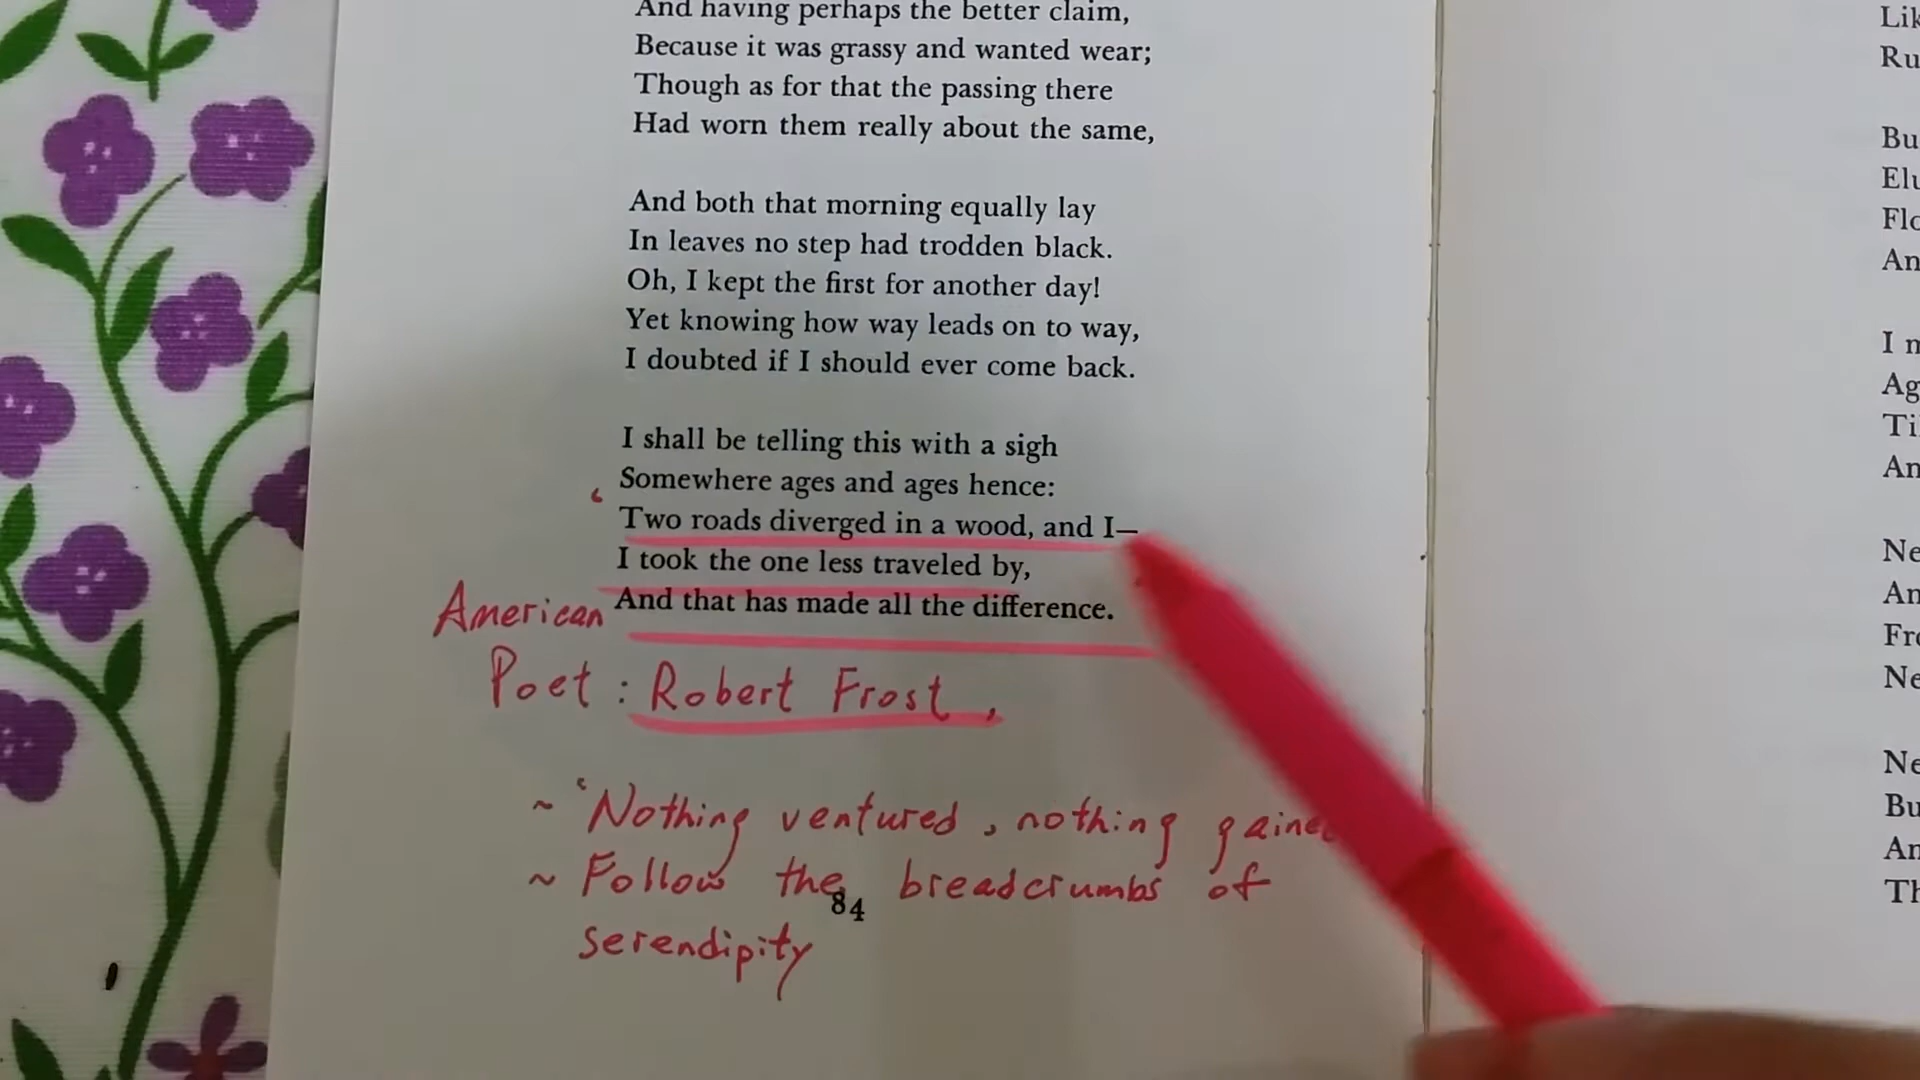 And having perhaps the better claim,
Because it was grassy and wanted wear;
Though as for that the passing there
Had worn them really about the same,
And both that morning equally lay
In leaves no step had trodden black.
Oh, I kept the first for another day!
Yet knowing how way leads on to way,
I doubted if I should ever come back.
I shall be telling this with a sigh
Somewhere ages and ages hence:
Two roads diverged in a wood, and I—
I took the one less traveled by,
And that has made all the difference.
American
Poet : Robert Frost,
~ 'Nothing ventured, nothing gained
~ Follow the breadcrumbs of
serendipity
84
I